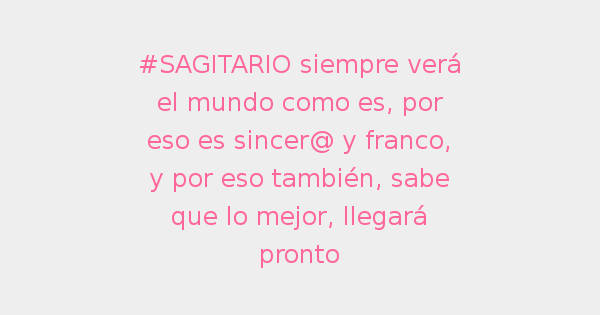 #SAGITARIO siempre verá
el mundo como es, por
eso es sincer@ y franco,
y por eso también, sabe
que lo mejor, llegará
pronto